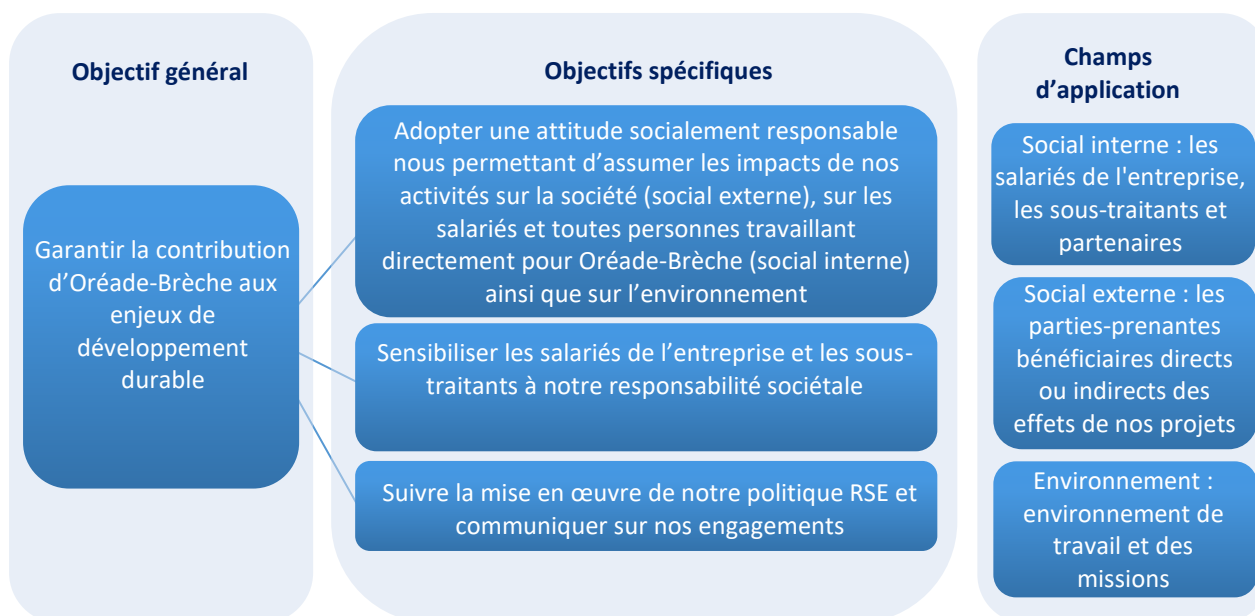 Objectif général
Garantir la contribution
d’Oréade-Brèche aux
enjeux de
développement
durable
Objectifs spécifiques
Adopter une attitude socialement responsable
nous permettant d’assumer les impacts de nos
activités sur la société (social externe), sur les
salariés et toutes personnes travaillant
directement pour Oréade-Brèche (social interne)
ainsi que sur l’environnement
Sensibiliser les salariés de l’entreprise et les sous-
traitants à notre responsabilité sociétale
Suivre la mise en œuvre de notre politique RSE et
communiquer sur nos engagements
Champs
d’application
Social interne : les
salariés de l'entreprise,
les sous-traitants et
partenaires
Social externe : les
parties-prenantes
bénéficiaires directs
ou indirects des
effets de nos projets
Environnement :
environnement de
travail et des
missions